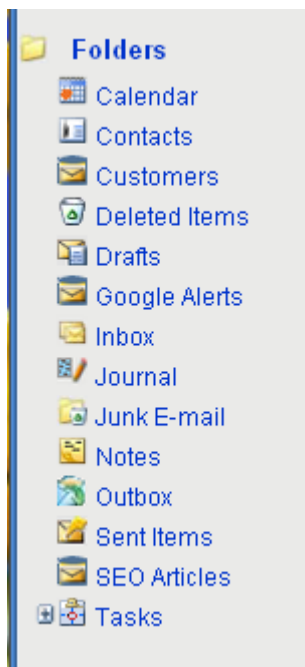 Folders
Calendar
Contacts
Customers
Deleted Items
Drafts
Google Alerts
Inbox
Journal
Junk E-mail
Notes
Outbox
Sent Items
SEO Articles
Tasks